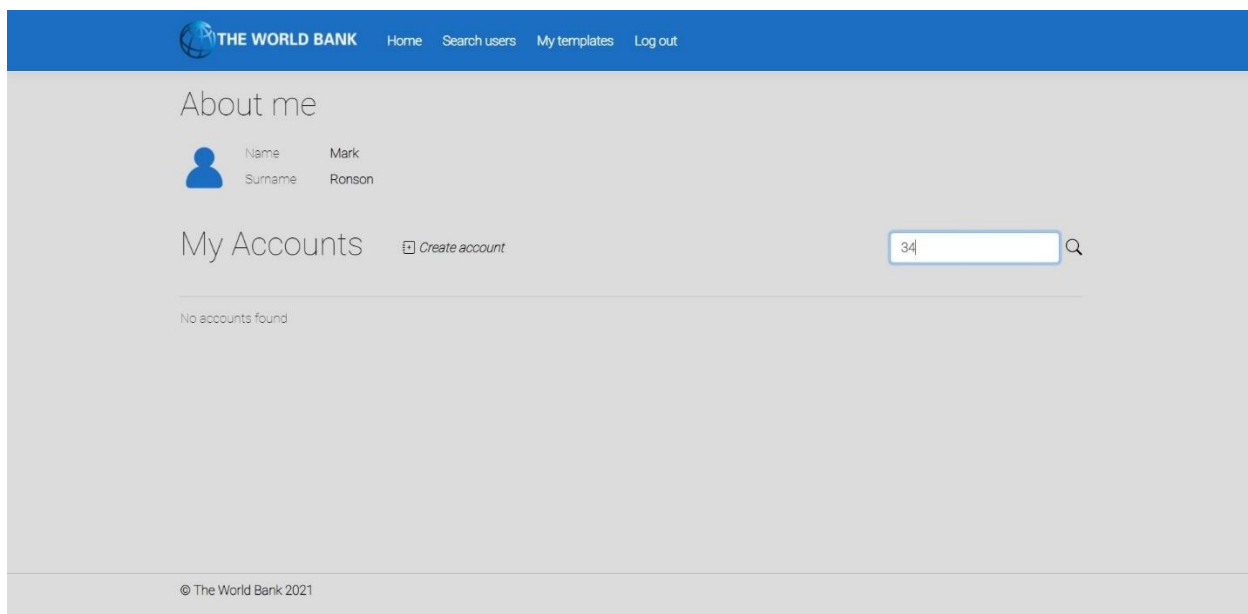 THE WORLD BANK Home Search users My templates Log out
About me
Name Mark
Surname Ronson
My Accounts Create account 34
No accounts found
© The World Bank 2021